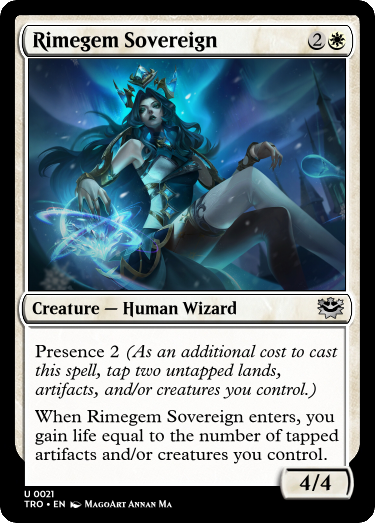 Rimegem Sovereign 2
Creature — Human Wizard
Presence 2 (As an additional cost to cast
this spell, tap two untapped lands,
artifacts, and/or creatures you control.)
When Rimegem Sovereign enters, you
gain life equal to the number of tapped
artifacts and/or creatures you control.
4/4
U 0021
TRO • EN MagoArt Annan Ma